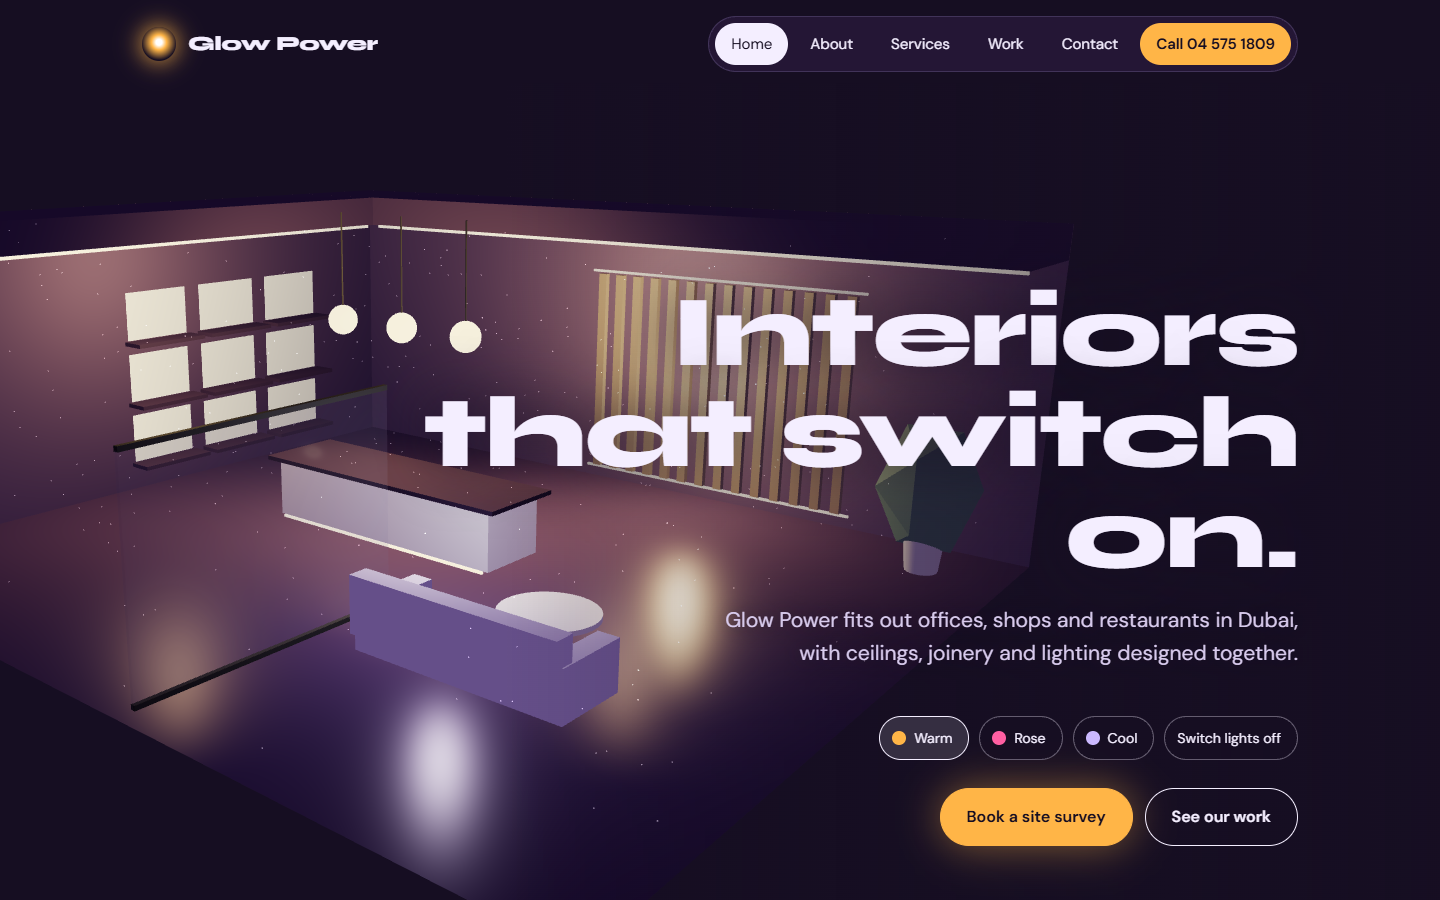 Glow Power
Home About Services Work Contact Call 04 575 1809
Interiors
that switch
on.
Glow Power fits out offices, shops and restaurants in Dubai,
with ceilings, joinery and lighting designed together.
Warm Rose Cool Switch lights off
Book a site survey See our work